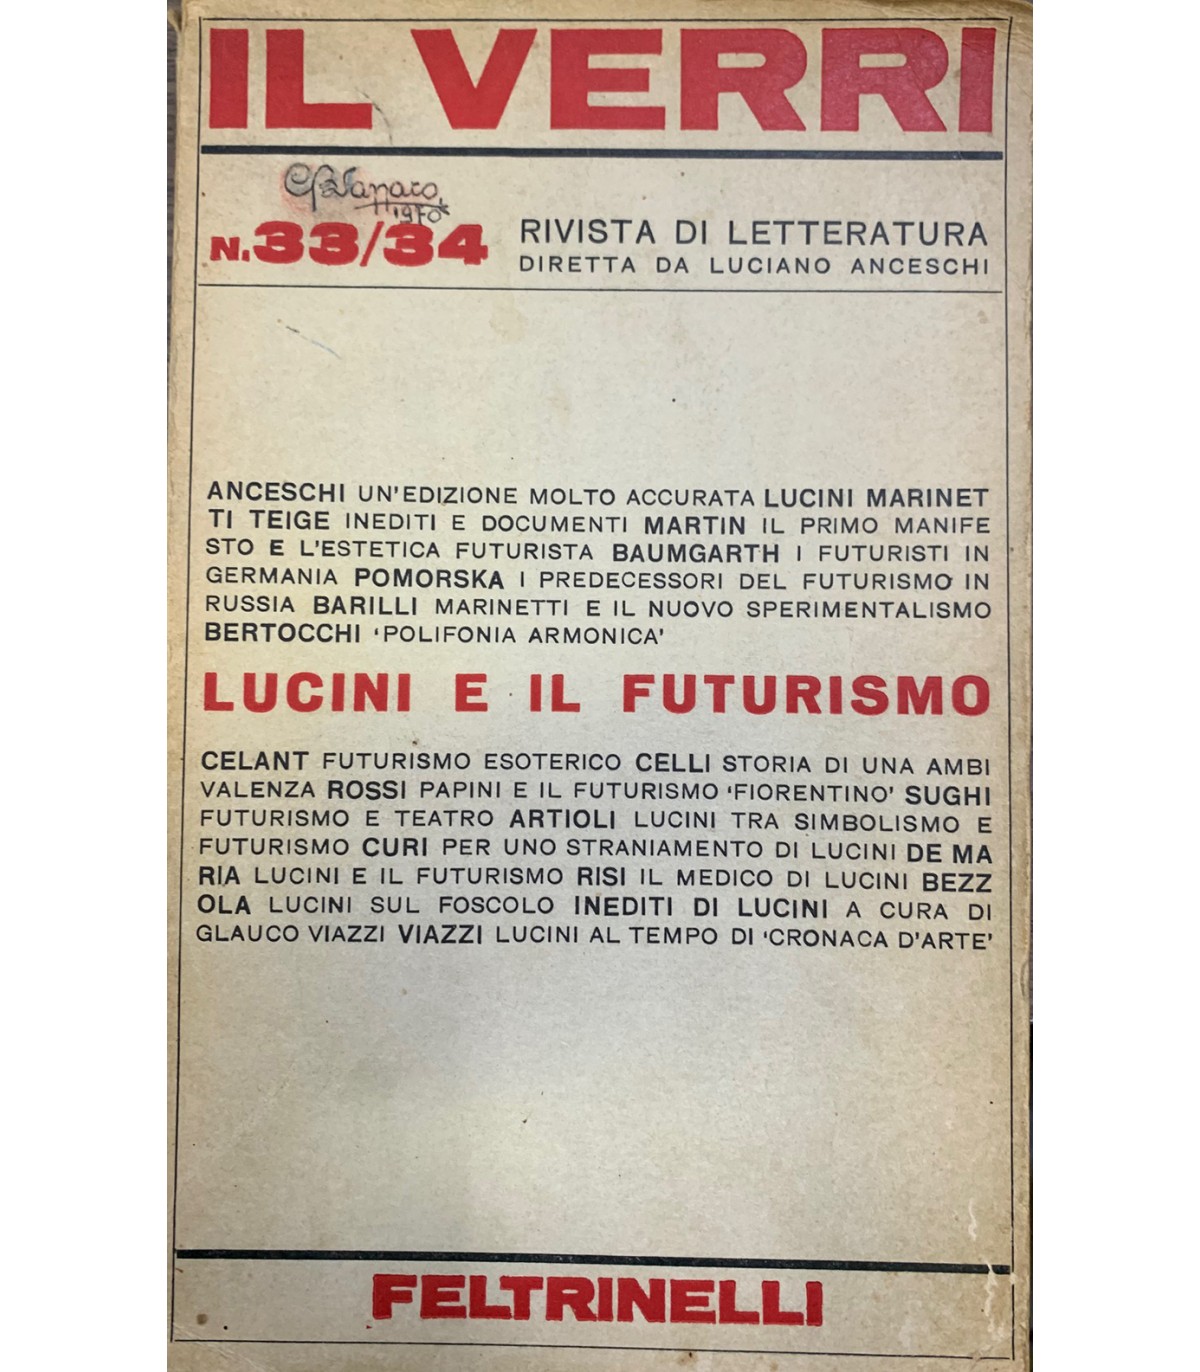 IL VERRI
1970
N. 33/34
RIVISTA DI LETTERATURA
DIRETTA DA LUCIANO ANCESCHI
ANCESCHI UN'EDIZIONE MOLTO ACCURATA LUCINI MARINET
TI TEIGE INEDITI E DOCUMENTI MARTIN IL PRIMO MANIFE
STO E L'ESTETICA FUTURISTA BAUMGARTH I FUTURISTI IN
GERMANIA POMORSKA I PREDECESSORI DEL FUTURISMO IN
RUSSIA BARILLI MARINETTI E IL NUOVO SPERIMENTALISMO
BERTOCCHI 'POLIFONIA ARMONICA'
LUCINI E IL FUTURISMO
CELANT FUTURISMO ESOTERICO CELLI STORIA DI UNA AMBI
VALENZA ROSSI PAPINI E IL FUTURISMO 'FIORENTINO' SUGHI
FUTURISMO E TEATRO ARTIOLI LUCINI TRA SIMBOLISMO E
FUTURISMO CURI PER UNO STRANIAMENTO DI LUCINI DE MA
RIA LUCINI E IL FUTURISMO RISI IL MEDICO DI LUCINI BEZZ
OLA LUCINI SUL FOSCOLO INEDITI DI LUCINI A CURA DI
GLAUCO VIAZZI VIAZZI LUCINI AL TEMPO DI 'CRONACA D'ARTE'
FELTRINELLI